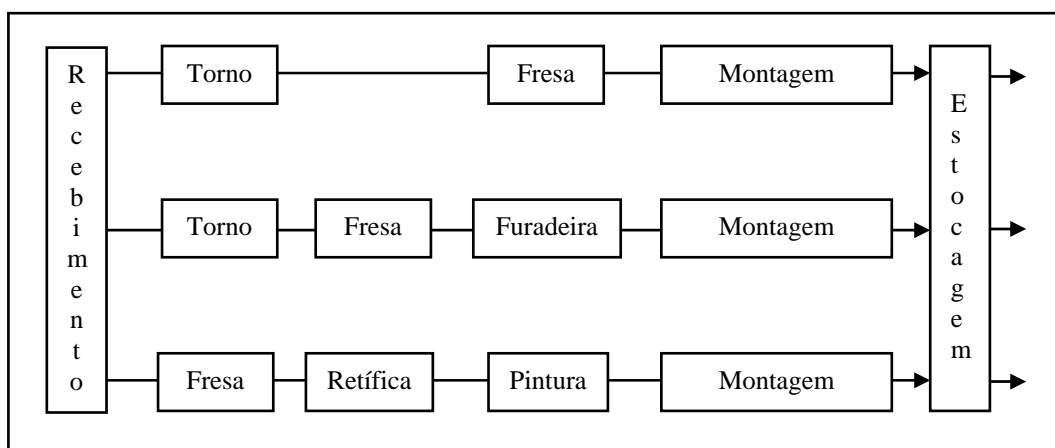 Recebimento
Torno
Fresa
Montagem
Torno
Fresa
Furadeira
Montagem
Fresa
Retífica
Pintura
Montagem
Estocagem